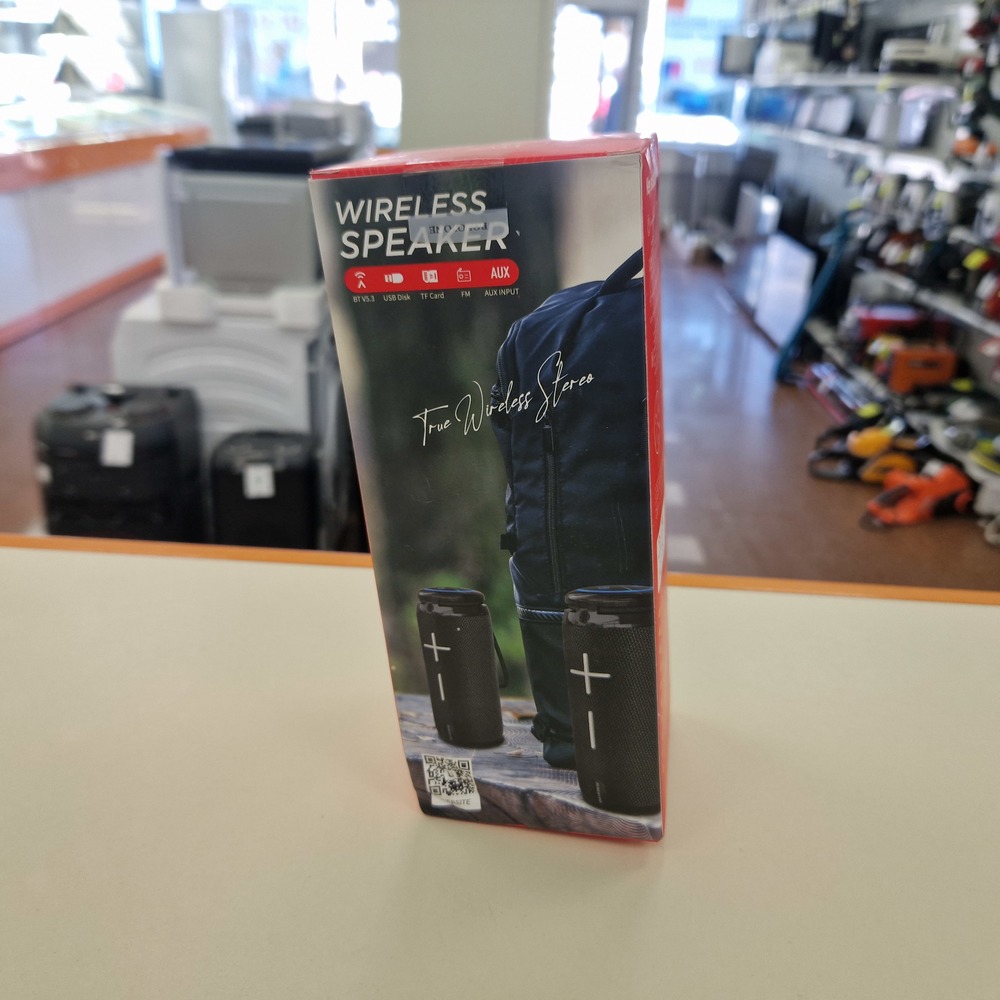 WIRELESS
SPEAKER
AUX
BT V5.3 USB Disk TF Card FM AUX INPUT
True Wireless Stereo